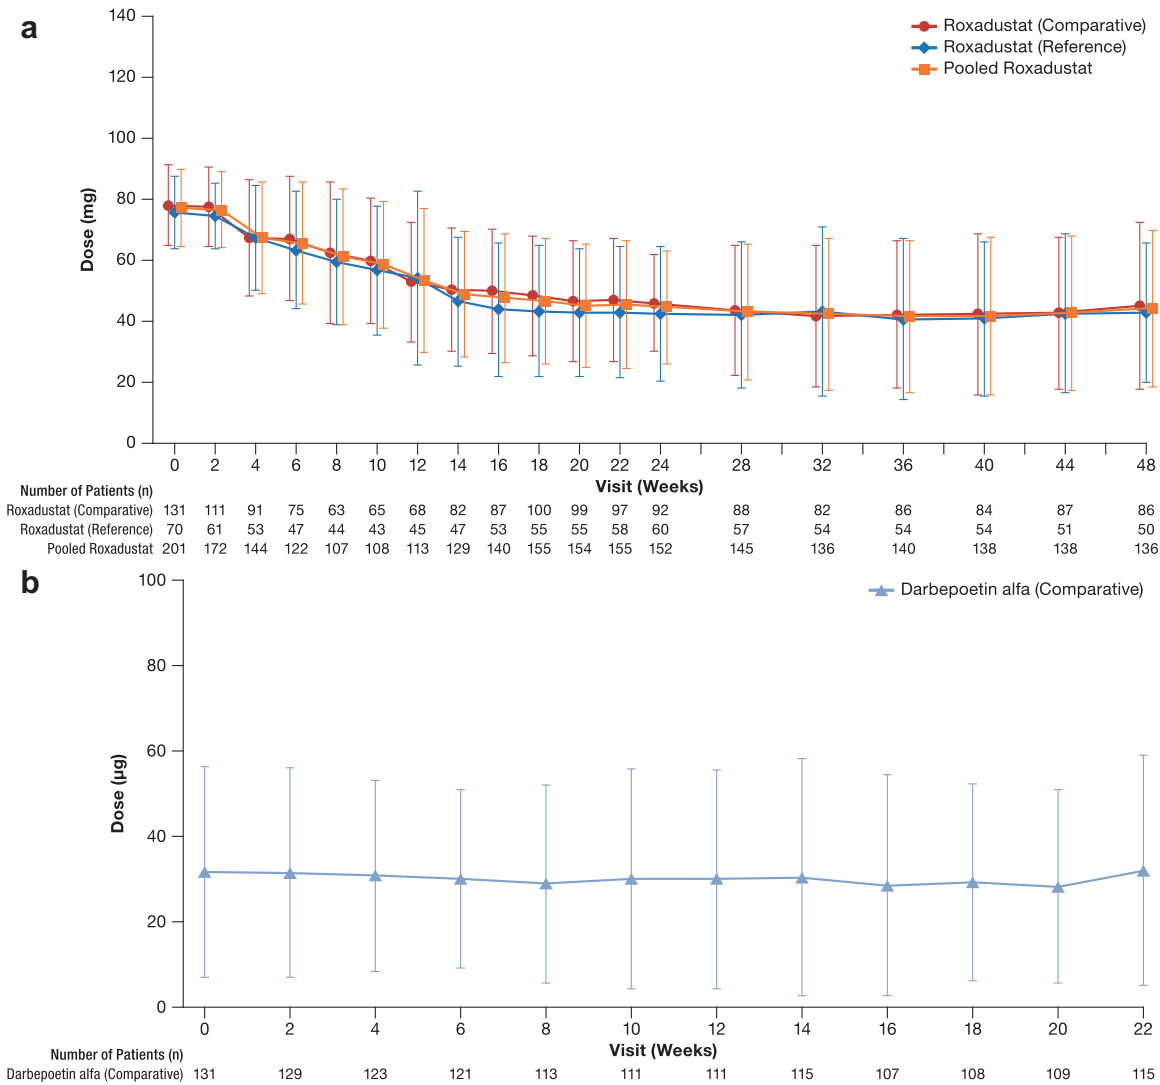 a
140
120
100
80
60
40
20
0
Dose (mg)
Roxadustat (Comparative)
Roxadustat (Reference)
Pooled Roxadustat
0 2 4 6 8 10 12 14 16 18 20 22 24 28 32 36 40 44 48
Visit (Weeks)
Number of Patients (n)
Roxadustat (Comparative) 131 111 91 75 63 65 68 82 87 100 99 97 92 88 82 86 84 87 86
Roxadustat (Reference) 70 61 53 47 44 43 45 47 53 55 55 58 60 57 54 54 54 51 50
Pooled Roxadustat 201 172 144 122 107 108 113 129 140 155 154 155 152 145 136 140 138 138 136
b
100
80
60
40
20
0
Dose (µg)
Darbepoetin alfa (Comparative)
0 2 4 6 8 10 12 14 16 18 20 22
Visit (Weeks)
Number of Patients (n)
Darbepoetin alfa (Comparative) 131 129 123 121 113 111 111 115 107 108 109 115